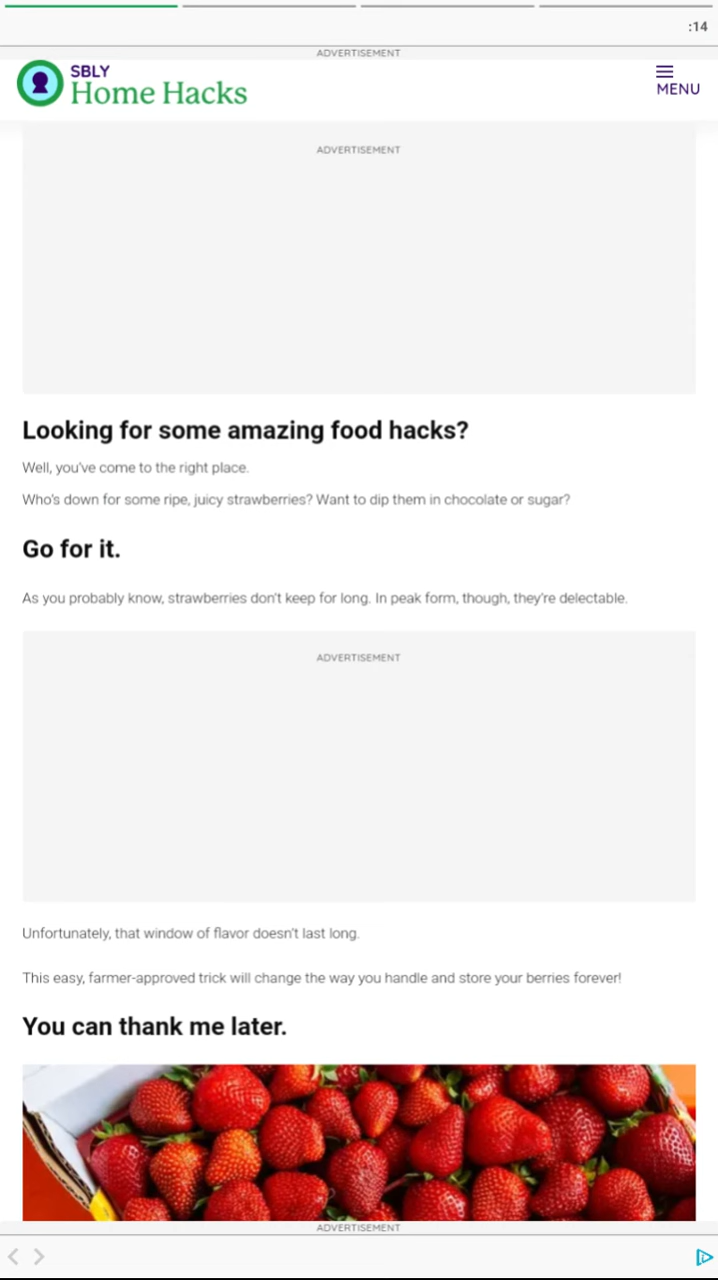 :14
ADVERTISEMENT
SBLY
Home Hacks
MENU
ADVERTISEMENT
Looking for some amazing food hacks?
Well, you've come to the right place.
Who's down for some ripe, juicy strawberries? Want to dip them in chocolate or sugar?
Go for it.
As you probably know, strawberries don't keep for long. In peak form, though, they're delectable.
ADVERTISEMENT
Unfortunately, that window of flavor doesn't last long.
This easy, farmer-approved trick will change the way you handle and store your berries forever!
You can thank me later.
ADVERTISEMENT